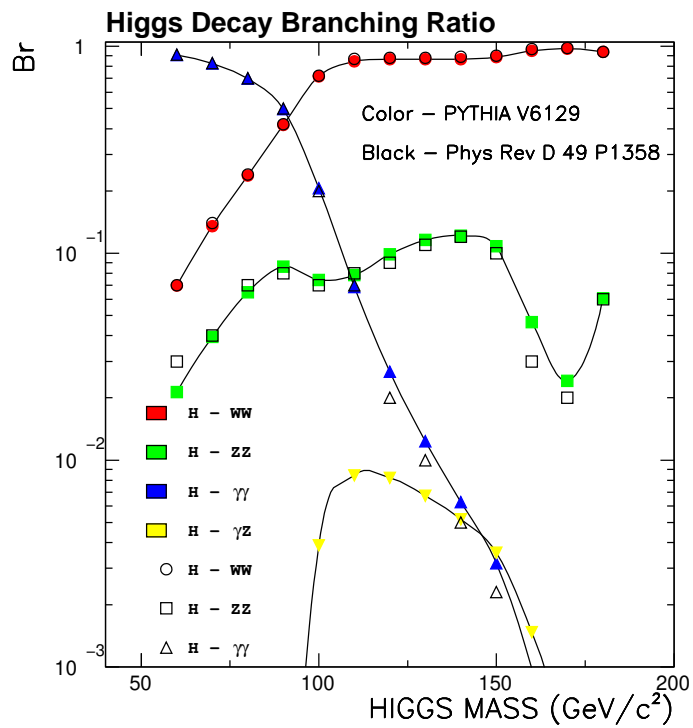 Higgs Decay Branching Ratio
Br
1
Color – PYTHIA V6129
Black – Phys Rev D 49 P1358
10⁻¹
H – WW
H – ZZ
H – γγ
H – γZ
H – WW
H – ZZ
H – γγ
10⁻²
10⁻³
50 100 150 200
HIGGS MASS (GeV/c²)